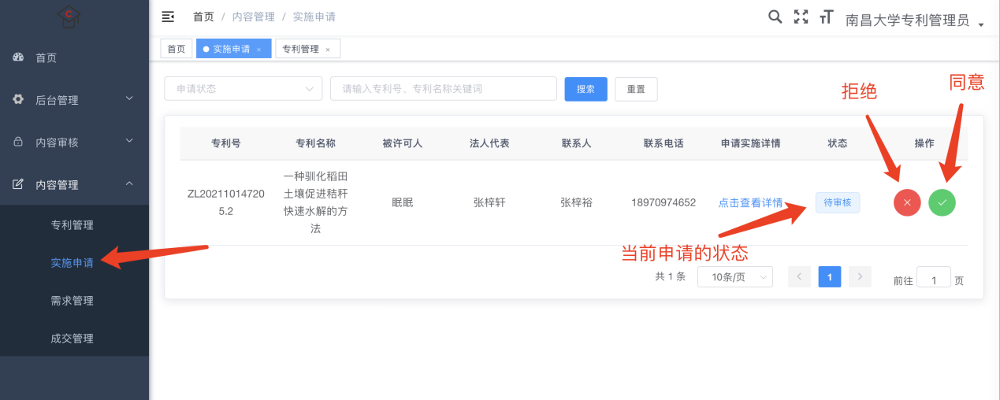 首页 / 内容管理 / 实施申请
南昌大学专利管理员
首页
实施申请 ×
专利管理 ×
首页
后台管理
内容审核
内容管理
专利管理
实施申请
需求管理
成交管理
申请状态
请输入专利号、专利名称关键词
搜索
重置
拒绝
同意
专利号 专利名称 被许可人 法人代表 联系人 联系电话 申请实施详情 状态 操作
ZL20211014720
5.2
一种驯化稻田
土壤促进秸秆
快速水解的方
法
眠眠
张梓轩
张梓裕
18970974652
点击查看详情
待审核
当前申请的状态
共 1 条
10条/页
1
前往 1 页